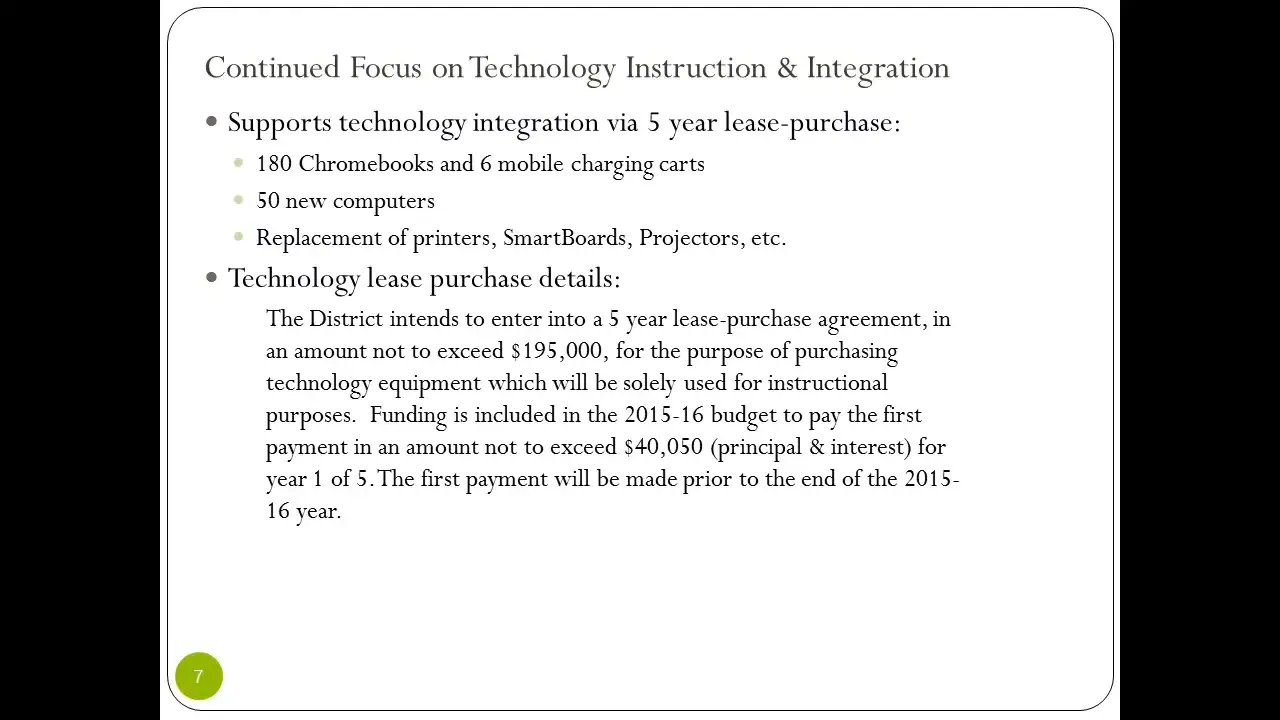 Continued Focus on Technology Instruction & Integration
• Supports technology integration via 5 year lease-purchase:
• 180 Chromebooks and 6 mobile charging carts
• 50 new computers
• Replacement of printers, SmartBoards, Projectors, etc.
• Technology lease purchase details:
The District intends to enter into a 5 year lease-purchase agreement, in
an amount not to exceed $195,000, for the purpose of purchasing
technology equipment which will be solely used for instructional
purposes.  Funding is included in the 2015-16 budget to pay the first
payment in an amount not to exceed $40,050 (principal & interest) for
year 1 of 5. The first payment will be made prior to the end of the 2015-
16 year.
7